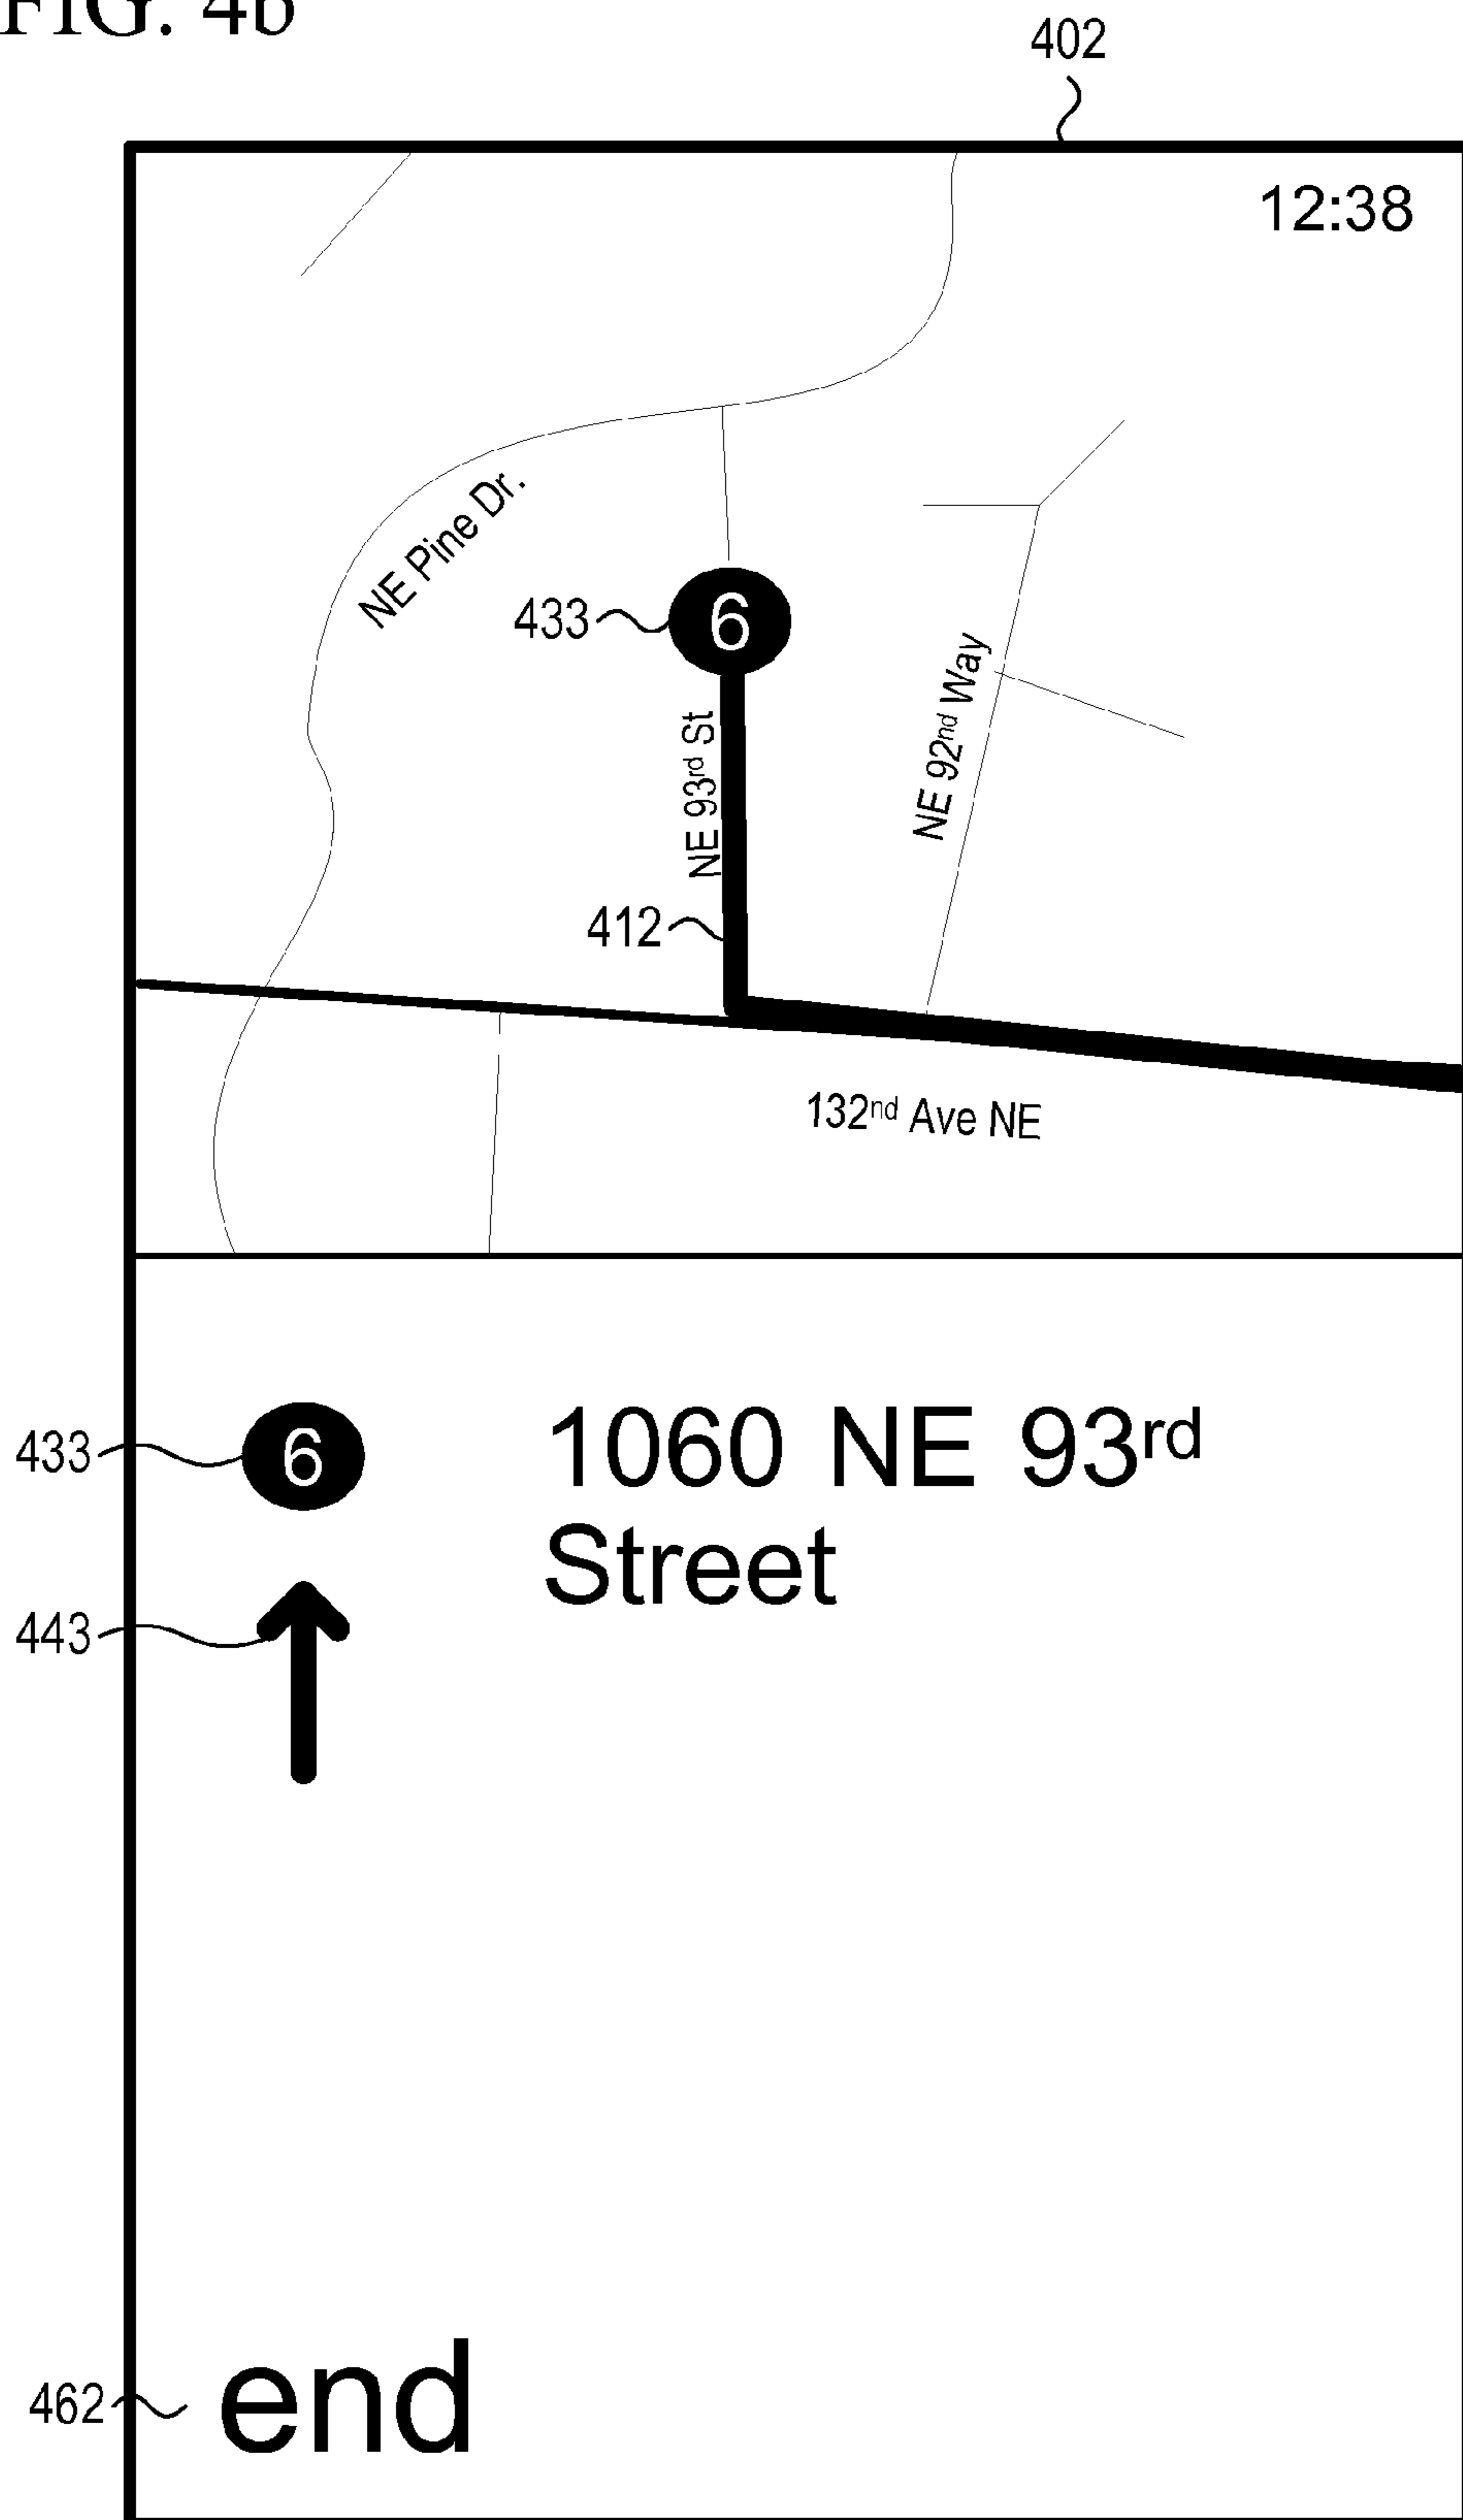 FIG. 4b
402
12:38
NE Pine Dr.
433
6
NE 93rd St
NE 92nd Way
412
132nd Ave NE
433
6
1060 NE 93rd
Street
443
462
end